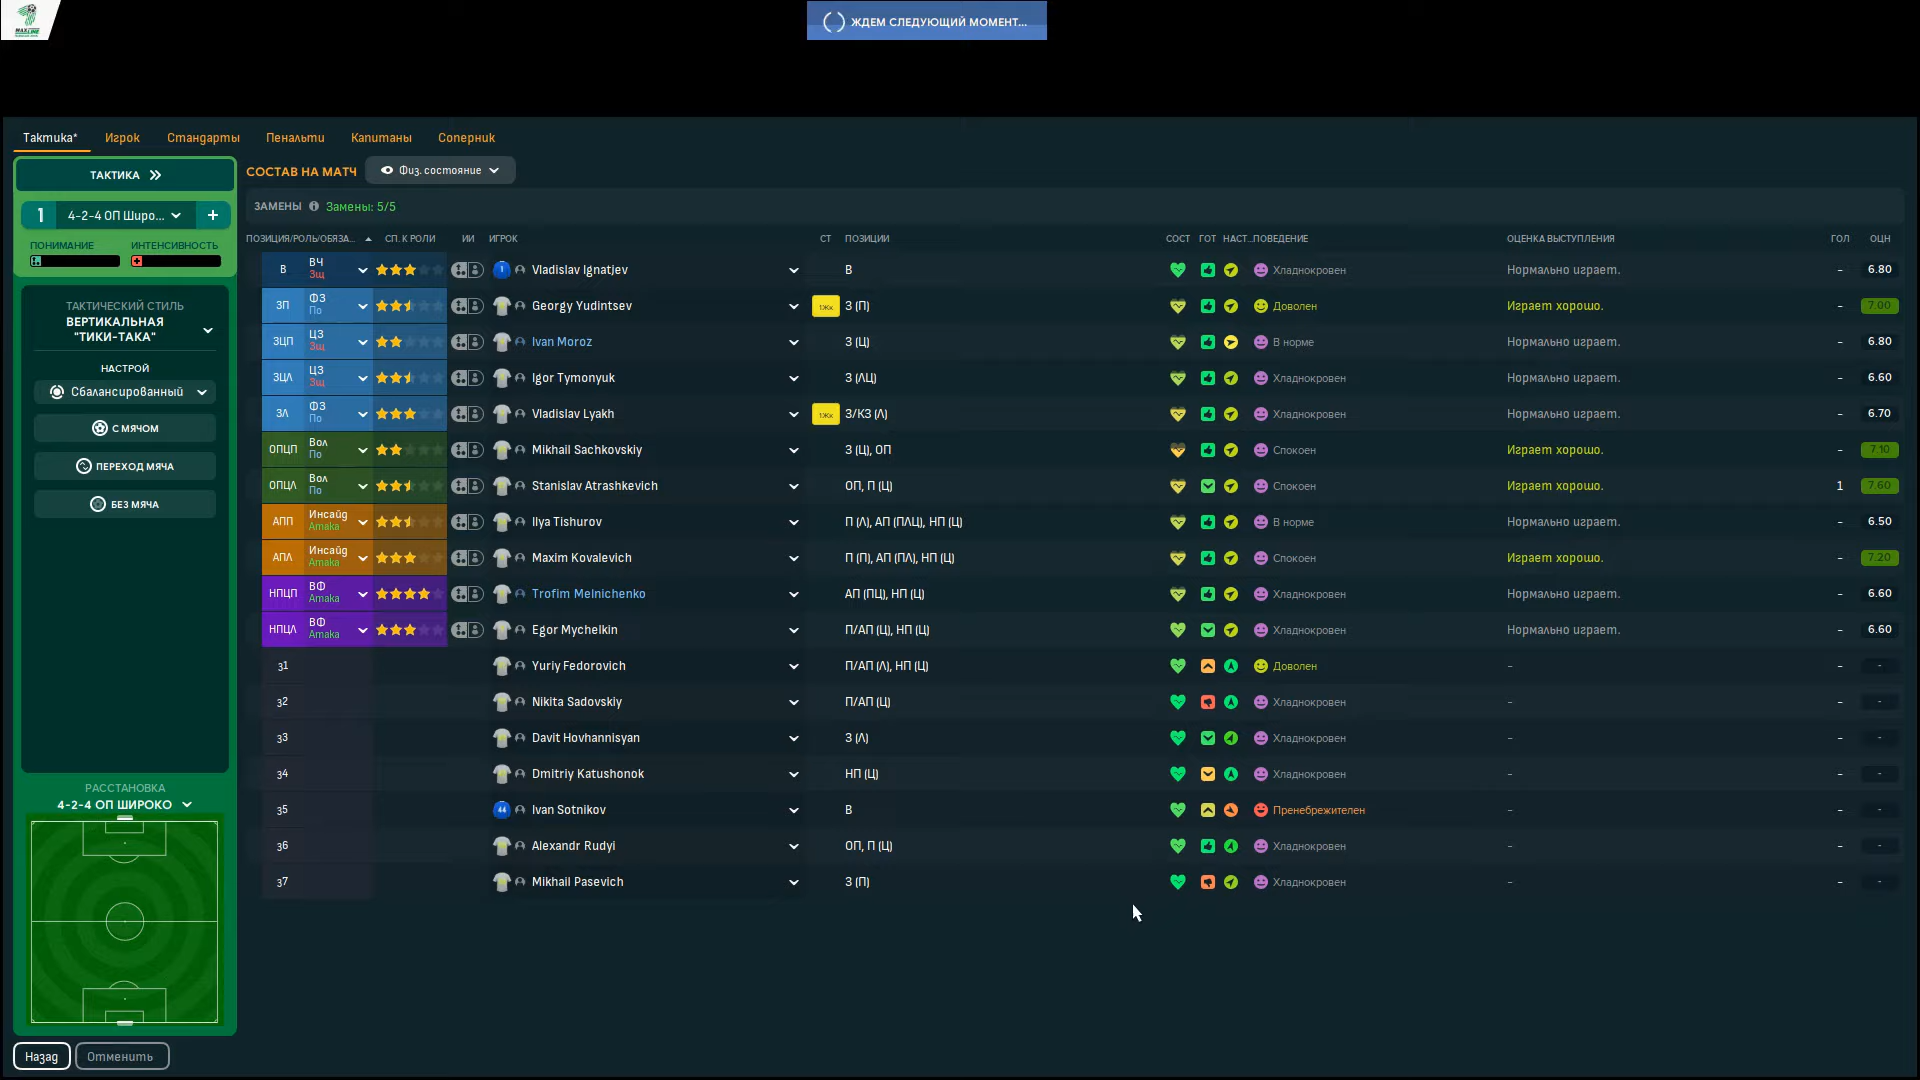 MAXLINE
ЖДЕМ СЛЕДУЮЩИЙ МОМЕНТ...
Тактика* Игрок Стандарты Пенальти Капитаны Соперник
ТАКТИКА
1 4-2-4 ОП Широ... +
ПОНИМАНИЕ ИНТЕНСИВНОСТЬ
ТАКТИЧЕСКИЙ СТИЛЬ
ВЕРТИКАЛЬНАЯ
"ТИКИ-ТАКА"
НАСТРОЙ
Сбалансированный
С МЯЧОМ
ПЕРЕХОД МЯЧА
БЕЗ МЯЧА
РАССТАНОВКА
4-2-4 ОП ШИРОКО
Назад Отменить
СОСТАВ НА МАТЧ Физ. состояние
ЗАМЕНЫ Замены: 5/5
ПОЗИЦИЯ/РОЛЬ/ОБЯЗА... СП. К РОЛИ ИИ ИГРОК СТ ПОЗИЦИИ СОСТ ГОТ НАСТ... ПОВЕДЕНИЕ ОЦЕНКА ВЫСТУПЛЕНИЯ ГОЛ ОЦН
В ВЧ Зщ 1 Vladislav Ignatjev В Хладнокровен Нормально играет. - 6.80
ЗП ФЗ По Georgy Yudintsev 1Жк З (П) Доволен Играет хорошо. - 7.00
ЗЦП ЦЗ Зщ Ivan Moroz З (Ц) В норме Нормально играет. - 6.80
ЗЦЛ ЦЗ Зщ Igor Tymonyuk З (ЛЦ) Хладнокровен Нормально играет. - 6.60
ЗЛ ФЗ По Vladislav Lyakh 1Жк З/КЗ (Л) Хладнокровен Нормально играет. - 6.70
ОПЦП Вол По Mikhail Sachkovskiy З (Ц), ОП Спокоен Играет хорошо. - 7.10
ОПЦЛ Вол По Stanislav Atrashkevich ОП, П (Ц) Спокоен Играет хорошо. 1 7.60
АПП Инсайд Атака Ilya Tishurov П (Л), АП (ПЛЦ), НП (Ц) В норме Нормально играет. - 6.50
АПЛ Инсайд Атака Maxim Kovalevich П (П), АП (ПЛ), НП (Ц) Спокоен Играет хорошо. - 7.20
НПЦП ВФ Атака Trofim Melnichenko АП (ПЦ), НП (Ц) Хладнокровен Нормально играет. - 6.60
НПЦЛ ВФ Атака Egor Mychelkin П/АП (Ц), НП (Ц) Хладнокровен Нормально играет. - 6.60
З1 Yuriy Fedorovich П/АП (Л), НП (Ц) Доволен - - -
З2 Nikita Sadovskiy П/АП (Ц) Хладнокровен - - -
З3 Davit Hovhannisyan З (Л) Хладнокровен - - -
З4 Dmitriy Katushonok НП (Ц) Хладнокровен - - -
З5 44 Ivan Sotnikov В Пренебрежителен - - -
З6 Alexandr Rudyi ОП, П (Ц) Хладнокровен - - -
З7 Mikhail Pasevich З (П) Хладнокровен - - -